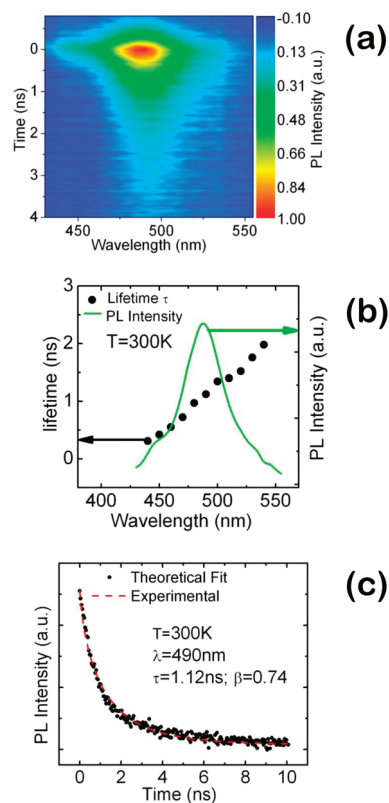 (a)
0
1
2
3
4
Time (ns)
450 500 550
Wavelength (nm)
-0.10
0.13
0.31
0.48
0.66
0.84
1.00
PL Intensity (a.u.)
(b)
3
2
1
0
lifetime (ns)
Lifetime τ
PL Intensity
T=300K
400 450 500 550
Wavelength (nm)
PL Intensity (a.u.)
(c)
PL Intensity (a.u.)
Theoretical Fit
Experimental
T=300K
λ=490nm
τ=1.12ns; β=0.74
0 2 4 6 8 10
Time (ns)